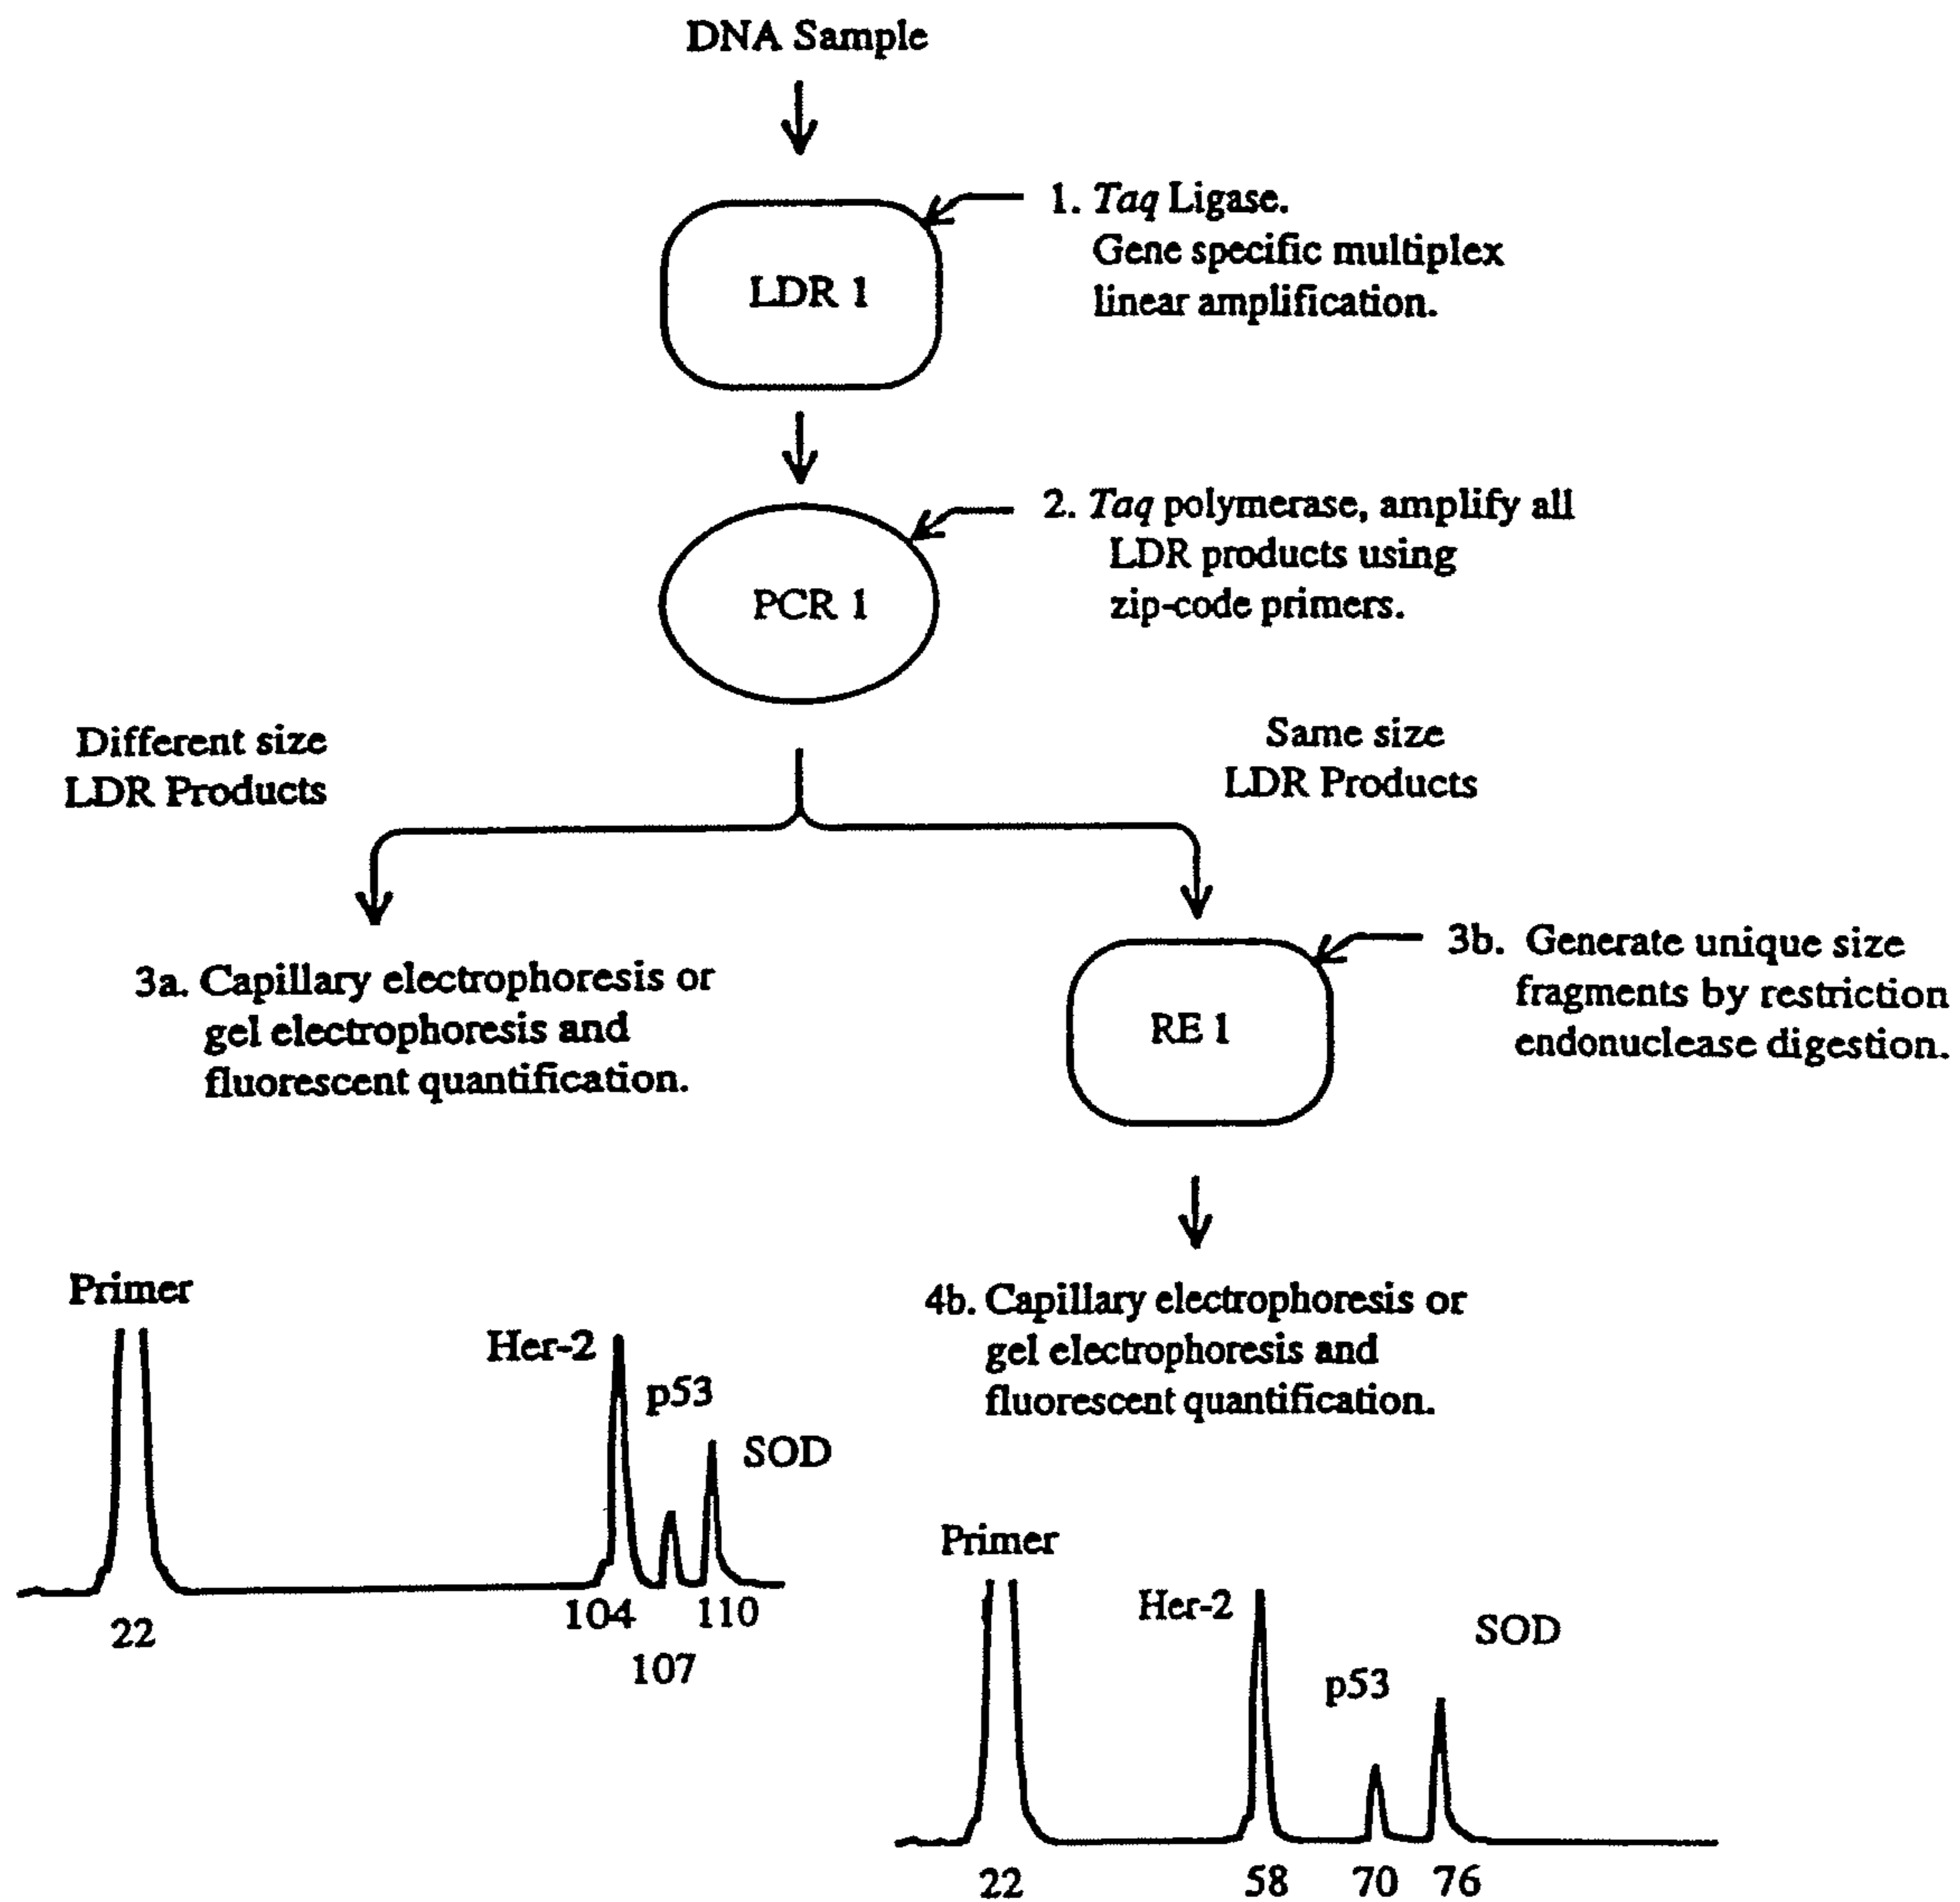 DNA Sample
1. Taq Ligase.
Gene specific multiplex
linear amplification.
LDR 1
2. Taq polymerase, amplify all
LDR products using
zip-code primers.
PCR 1
Different size
LDR Products
Same size
LDR Products
3a. Capillary electrophoresis or
gel electrophoresis and
fluorescent quantification.
3b. Generate unique size
fragments by restriction
endonuclease digestion.
RE 1
4b. Capillary electrophoresis or
gel electrophoresis and
fluorescent quantification.
Primer
Her-2
p53
SOD
22
104
107
110
Primer
Her-2
p53
SOD
22
58
70
76